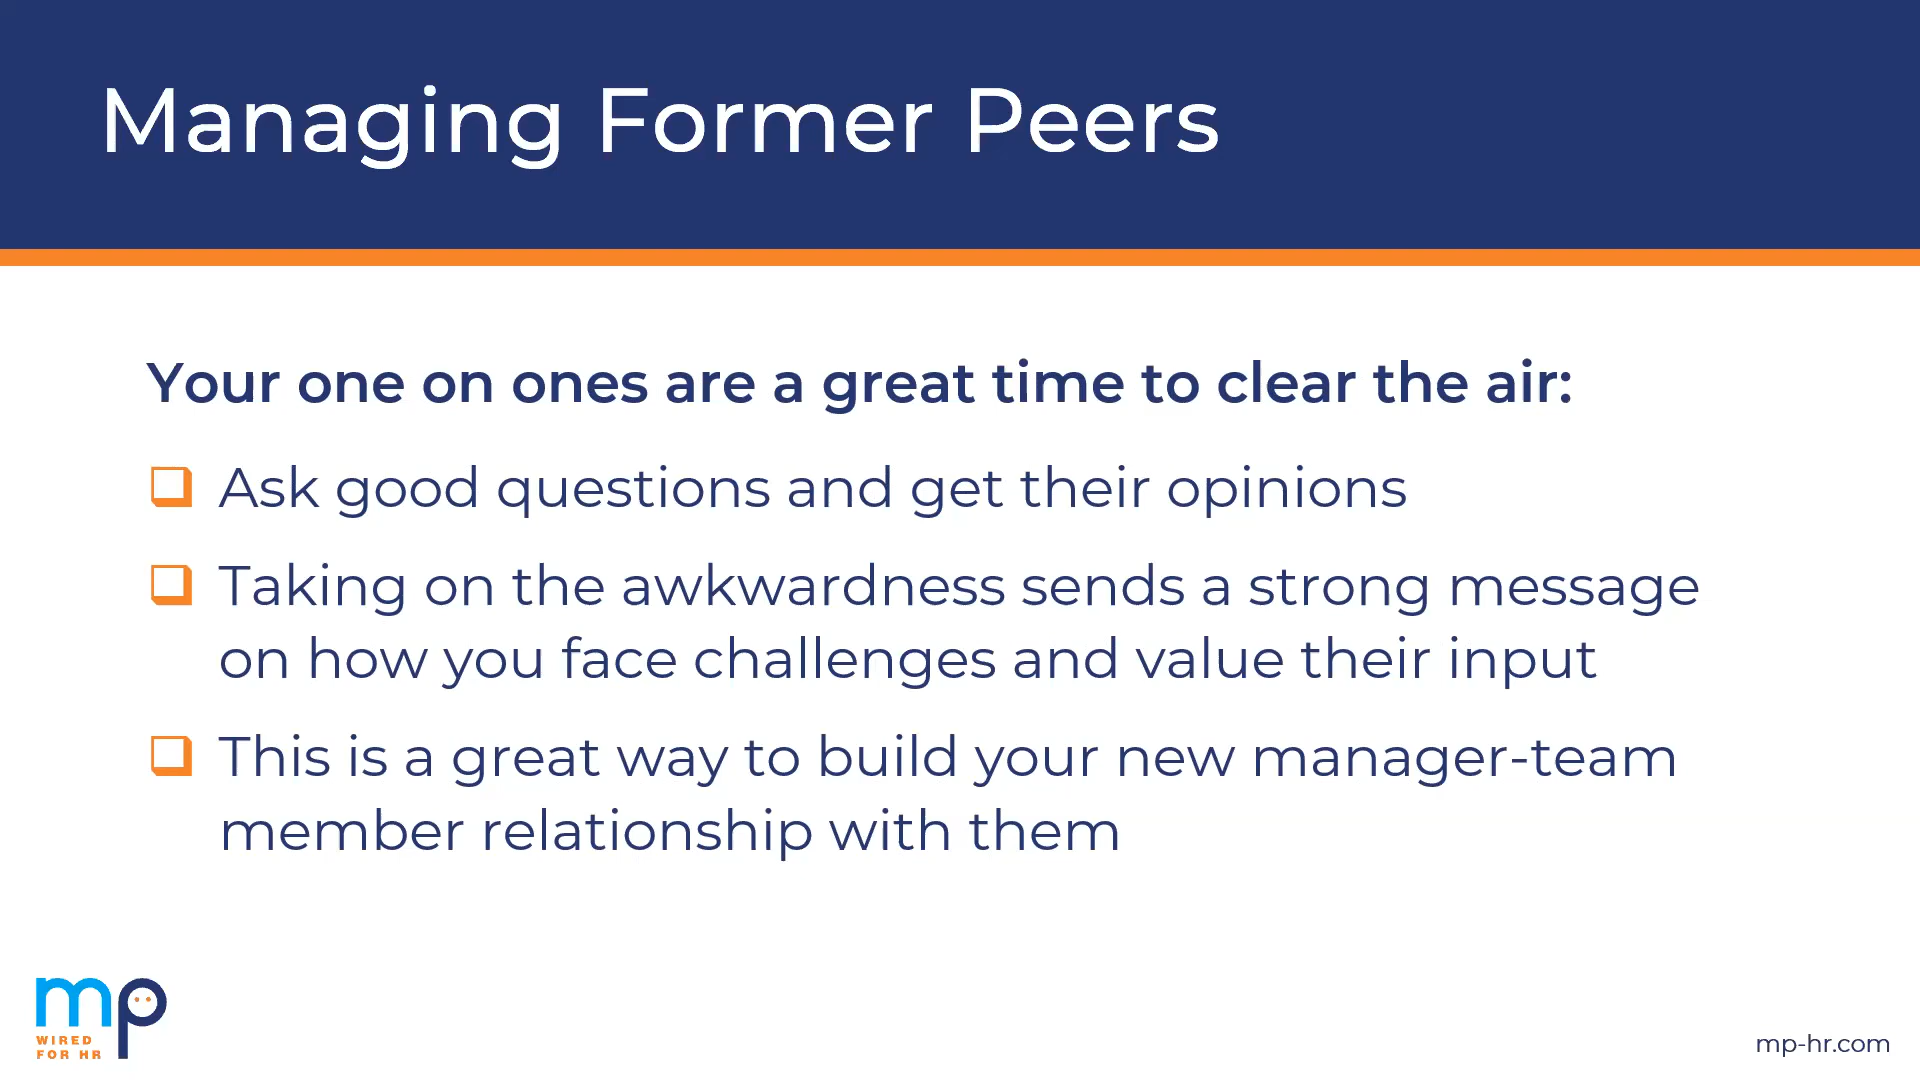 Managing Former Peers
Your one on ones are a great time to clear the air:
Ask good questions and get their opinions
Taking on the awkwardness sends a strong message
on how you face challenges and value their input
This is a great way to build your new manager-team
member relationship with them
mp
WIRED
FOR HR
mp-hr.com